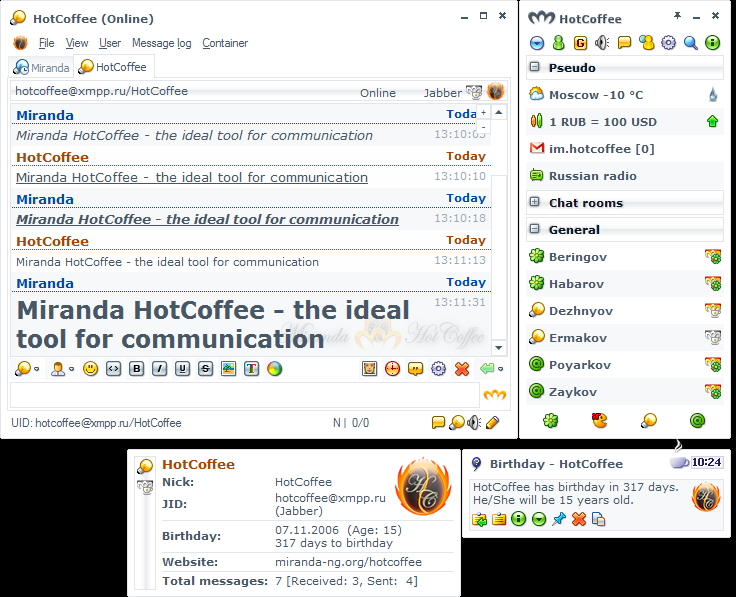 HotCoffee (Online)
File View User Message log Container
Miranda HotCoffee
hotcoffee@xmpp.ru/HotCoffee Online Jabber
Miranda Today
Miranda HotCoffee - the ideal tool for communication 13:10:03
HotCoffee Today
Miranda HotCoffee - the ideal tool for communication 13:10:10
Miranda Today
Miranda HotCoffee - the ideal tool for communication 13:10:18
HotCoffee Today
Miranda HotCoffee - the ideal tool for communication 13:11:13
Miranda Today
Miranda HotCoffee - the ideal 13:11:31
tool for communication
Miranda Hot Coffee
UID: hotcoffee@xmpp.ru/HotCoffee N | 0/0
HotCoffee
Pseudo
Moscow -10 °C
1 RUB = 100 USD
im.hotcoffee [0]
Russian radio
Chat rooms
General
Beringov
Habarov
Dezhnyov
Ermakov
Poyarkov
Zaykov
HotCoffee
Nick: HotCoffee
JID: hotcoffee@xmpp.ru
(Jabber)
Birthday: 07.11.2006 (Age: 15)
317 days to birthday
Website: miranda-ng.org/hotcoffee
Total messages: 7 [Received: 3, Sent: 4]
Birthday - HotCoffee 10:24
HotCoffee has birthday in 317 days.
He/She will be 15 years old.